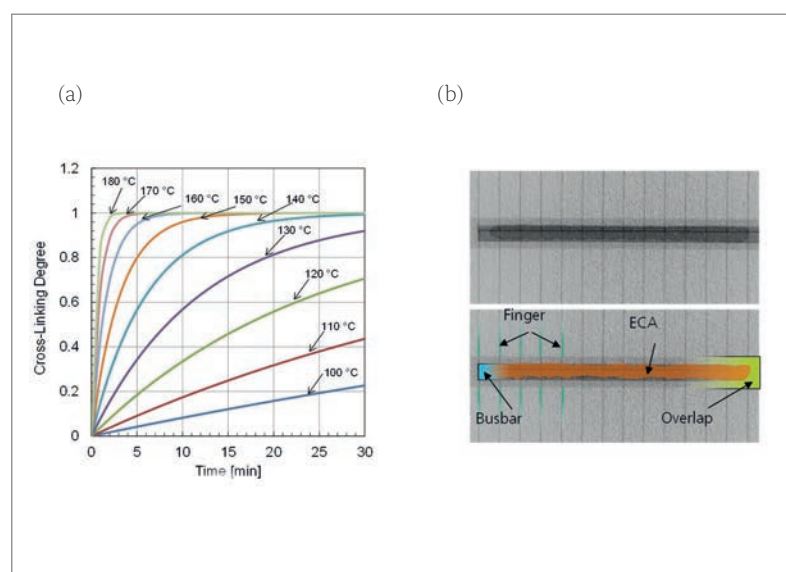 (a)
(b)
Cross-Linking Degree
1.2
1
0.8
0.6
0.4
0.2
0
180 °C
170 °C
160 °C
150 °C
140 °C
130 °C
120 °C
110 °C
100 °C
0 5 10 15 20 25 30
Time [min]
Finger
ECA
Busbar
Overlap